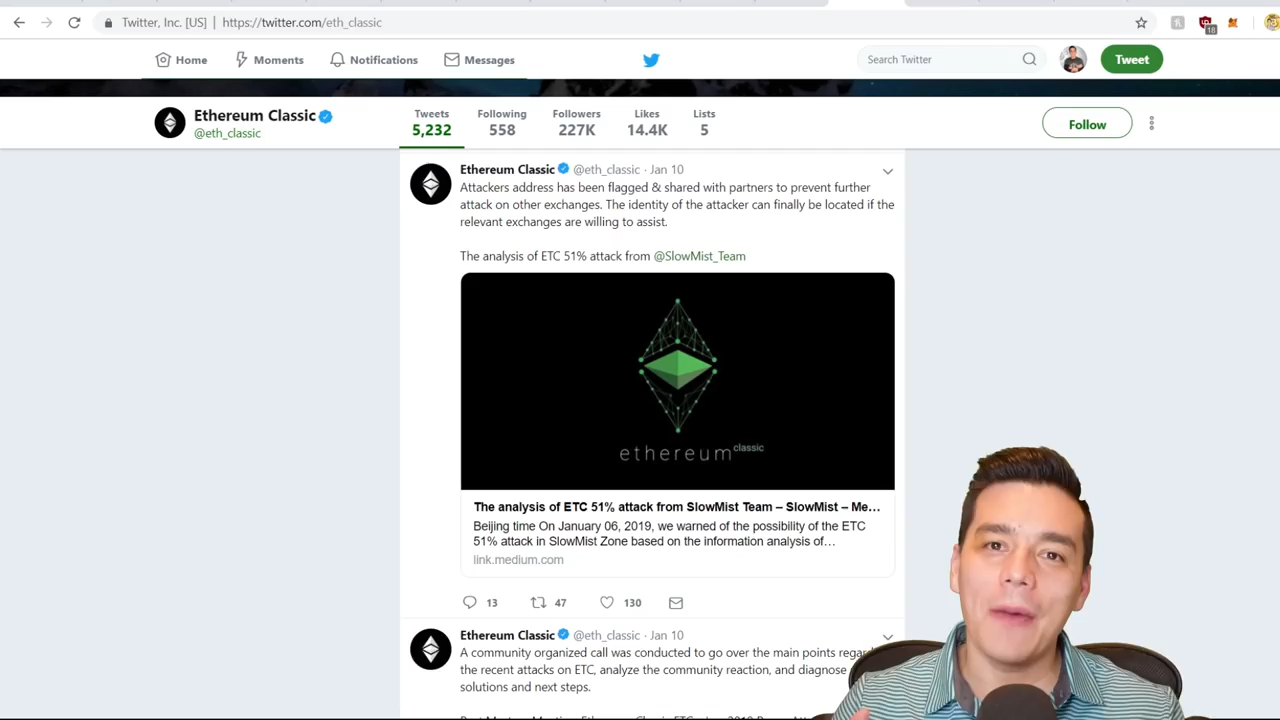 Twitter, Inc. [US] | https://twitter.com/eth_classic
18
Home Moments Notifications Messages Search Twitter Tweet
Ethereum Classic
@eth_classic
Tweets Following Followers Likes Lists
5,232 558 227K 14.4K 5
Follow
Ethereum Classic @eth_classic · Jan 10
Attackers address has been flagged & shared with partners to prevent further
attack on other exchanges. The identity of the attacker can finally be located if the
relevant exchanges are willing to assist.
The analysis of ETC 51% attack from @SlowMist_Team
ethereum classic
The analysis of ETC 51% attack from SlowMist Team – SlowMist – Me...
Beijing time On January 06, 2019, we warned of the possibility of the ETC
51% attack in SlowMist Zone based on the information analysis of...
link.medium.com
13 47 130
Ethereum Classic @eth_classic · Jan 10
A community organized call was conducted to go over the main points regar
the recent attacks on ETC, analyze the community reaction, and diagnose
solutions and next steps.